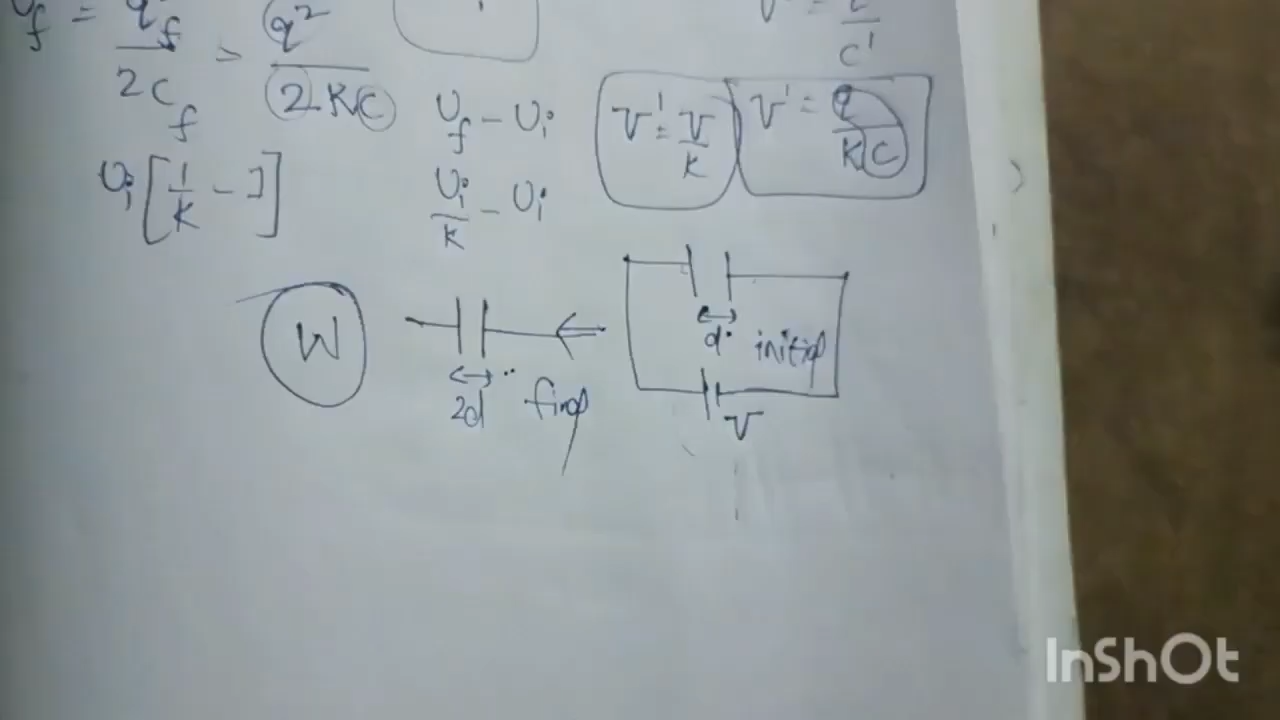 U_f = q_f / 2C_f = q² / 2KC
C'
U_f - U_i
V' = V/K
V' = q/KC
U_i [1/K - 1]
U_i/K - U_i
W
d
initial
2d
final
V
InShOt